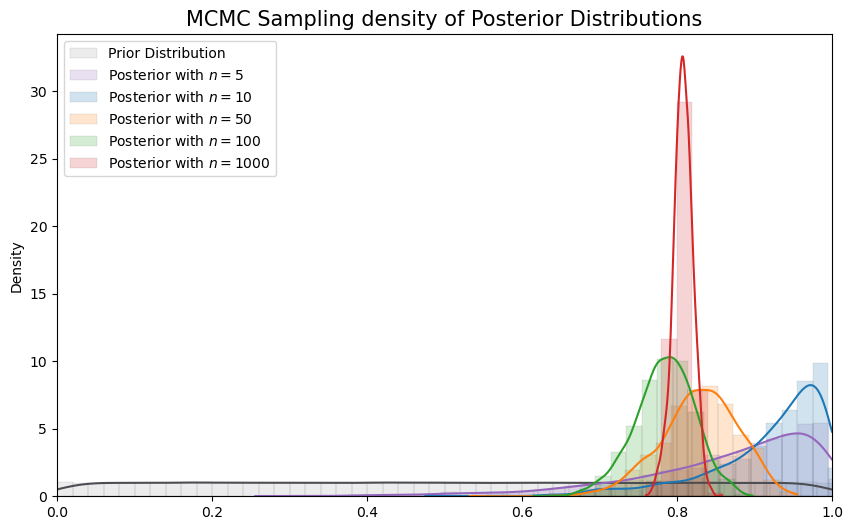 MCMC Sampling density of Posterior Distributions
Prior Distribution
Posterior with n = 5
Posterior with n = 10
Posterior with n = 50
Posterior with n = 100
Posterior with n = 1000
Density
30
25
20
15
10
5
0
0.0 0.2 0.4 0.6 0.8 1.0